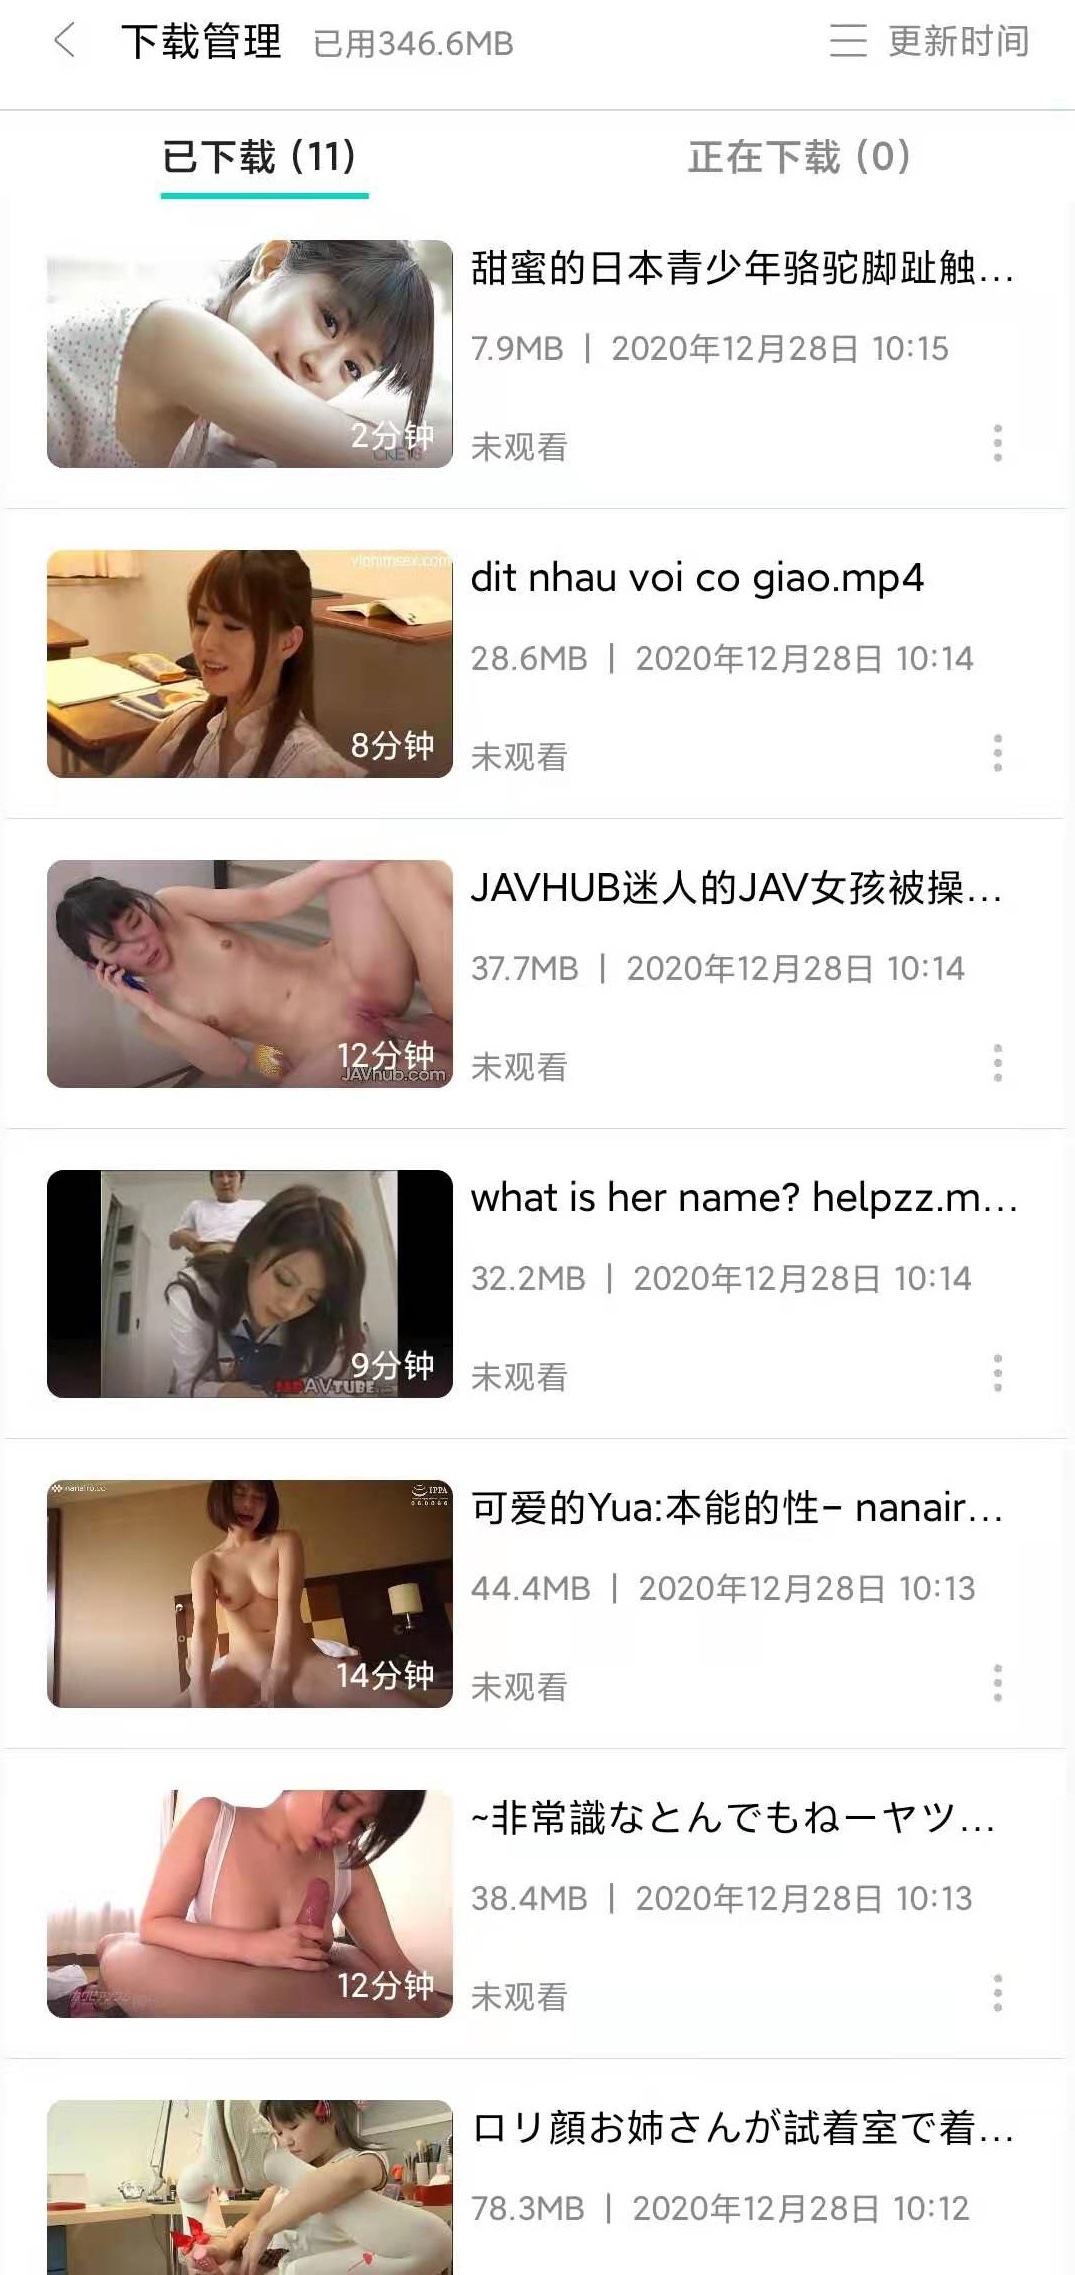 下载管理 已用346.6MB 更新时间
已下载 (11) 正在下载 (0)
甜蜜的日本青少年骆驼脚趾触...
7.9MB | 2020年12月28日 10:15
2分钟
未观看
viphimsex.com
dit nhau voi co giao.mp4
28.6MB | 2020年12月28日 10:14
8分钟
未观看
JAVHUB迷人的JAV女孩被操...
37.7MB | 2020年12月28日 10:14
12分钟
JAVhub.com
未观看
what is her name? helpzz.m...
32.2MB | 2020年12月28日 10:14
9分钟
未观看
可爱的Yua:本能的性– nanair...
IPPA
44.4MB | 2020年12月28日 10:13
14分钟
未观看
~非常識なとんでもねーヤツ...
38.4MB | 2020年12月28日 10:13
12分钟
未观看
ロリ顔お姉さんが試着室で着...
78.3MB | 2020年12月28日 10:12